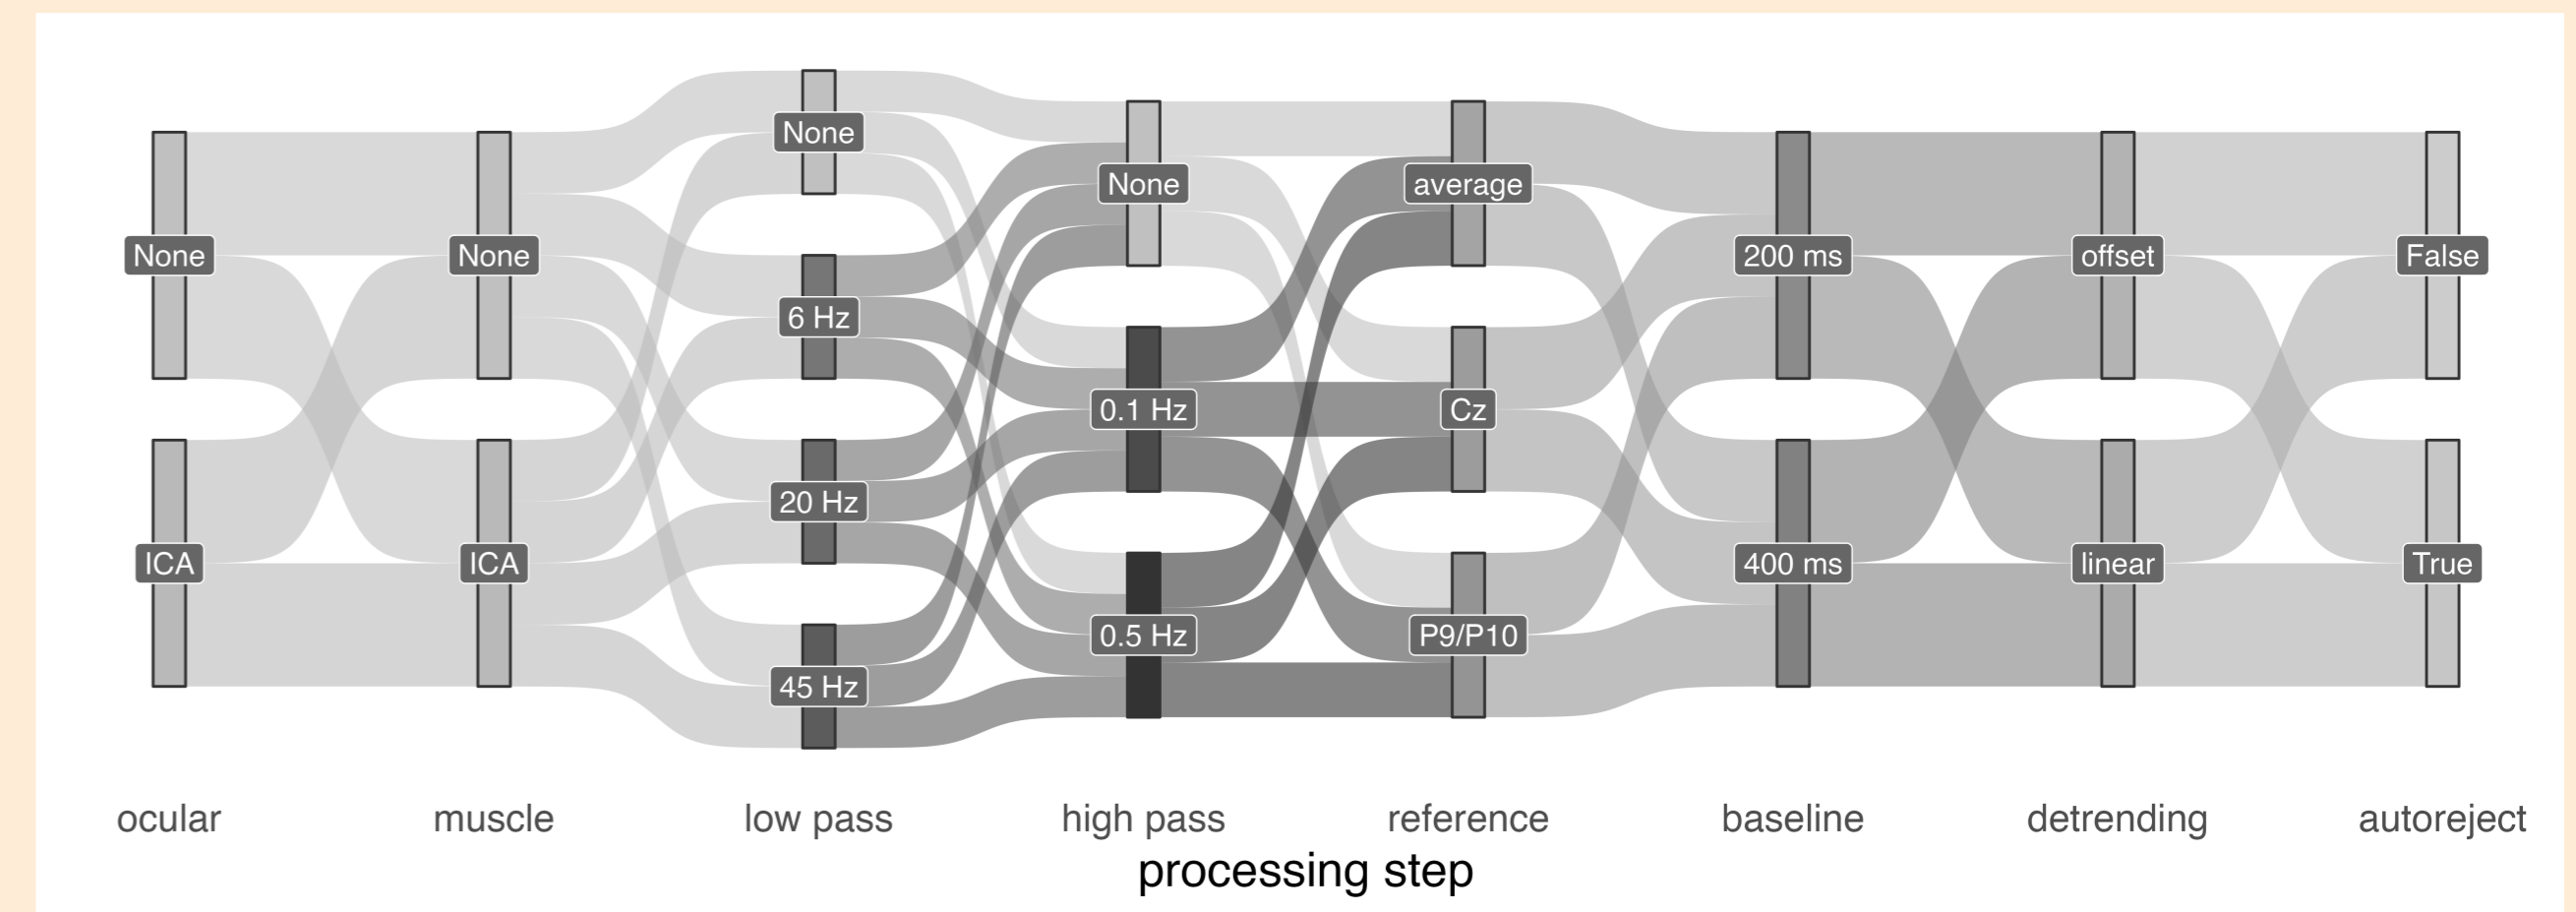 None
ICA
None
ICA
None
6 Hz
20 Hz
45 Hz
None
0.1 Hz
0.5 Hz
average
Cz
P9/P10
200 ms
400 ms
offset
linear
False
True
ocular
muscle
low pass
high pass
reference
baseline
detrending
autoreject
processing step